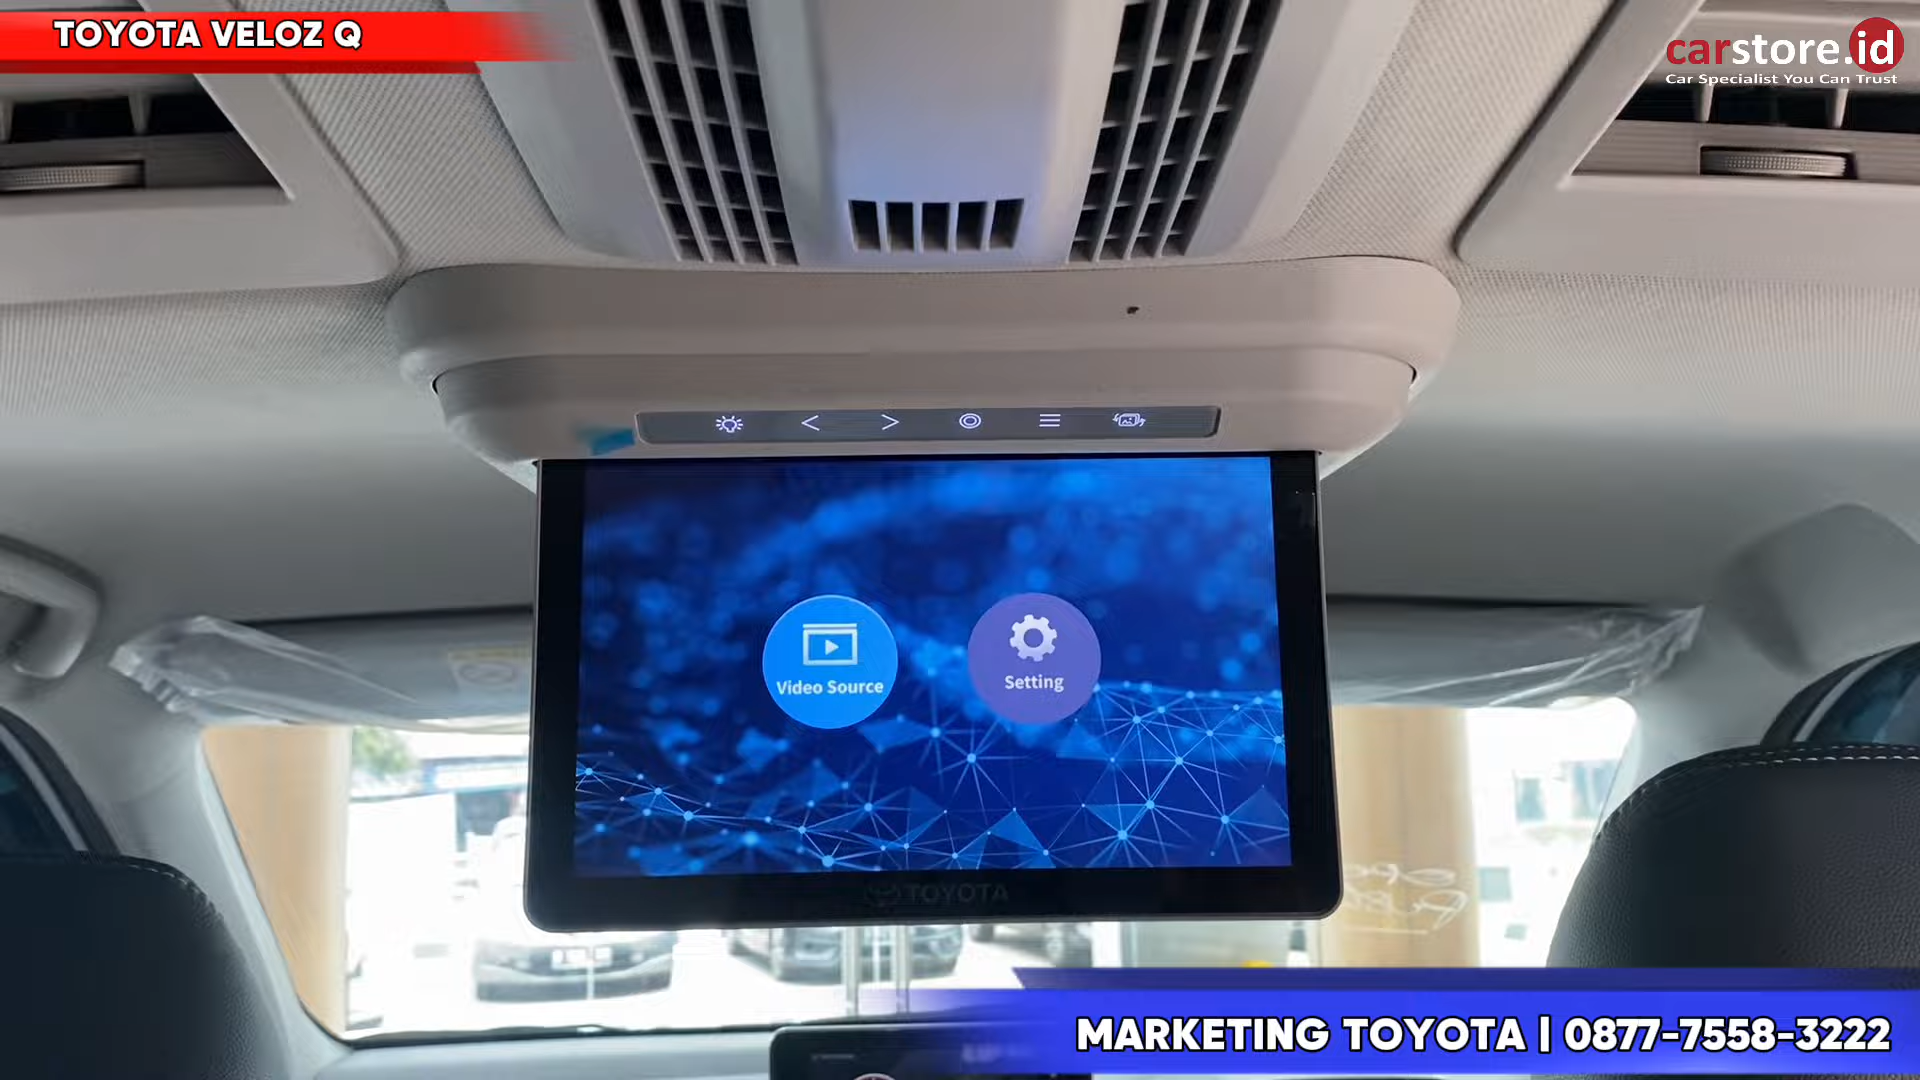 TOYOTA VELOZ Q
carstore.id
Car Specialist You Can Trust
Video Source
Setting
TOYOTA
MARKETING TOYOTA | 0877-7558-3222